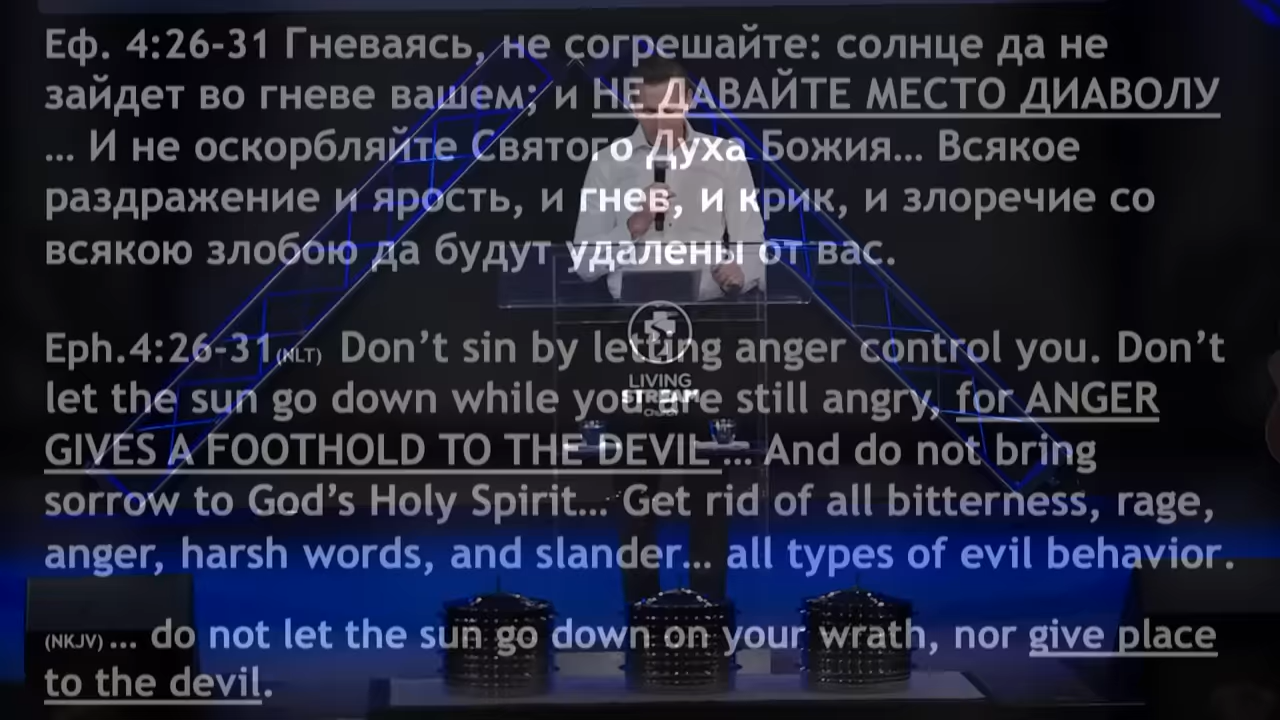 Еф. 4:26-31 Гневаясь, не согрешайте: солнце да не
зайдет во гневе вашем; и НЕ ДАВАЙТЕ МЕСТО ДИАВОЛУ
... И не оскорбляйте Святого Духа Божия... Всякое
раздражение и ярость, и гнев, и крик, и злоречие со
всякою злобою да будут удалены от вас.
Eph.4:26-31(NLT) Don’t sin by letting anger control you. Don’t
let the sun go down while you are still angry, for ANGER
GIVES A FOOTHOLD TO THE DEVIL ... And do not bring
sorrow to God’s Holy Spirit... Get rid of all bitterness, rage,
anger, harsh words, and slander... all types of evil behavior.
(NKJV) ... do not let the sun go down on your wrath, nor give place
to the devil.
LIVING
STREAM
CHURCH